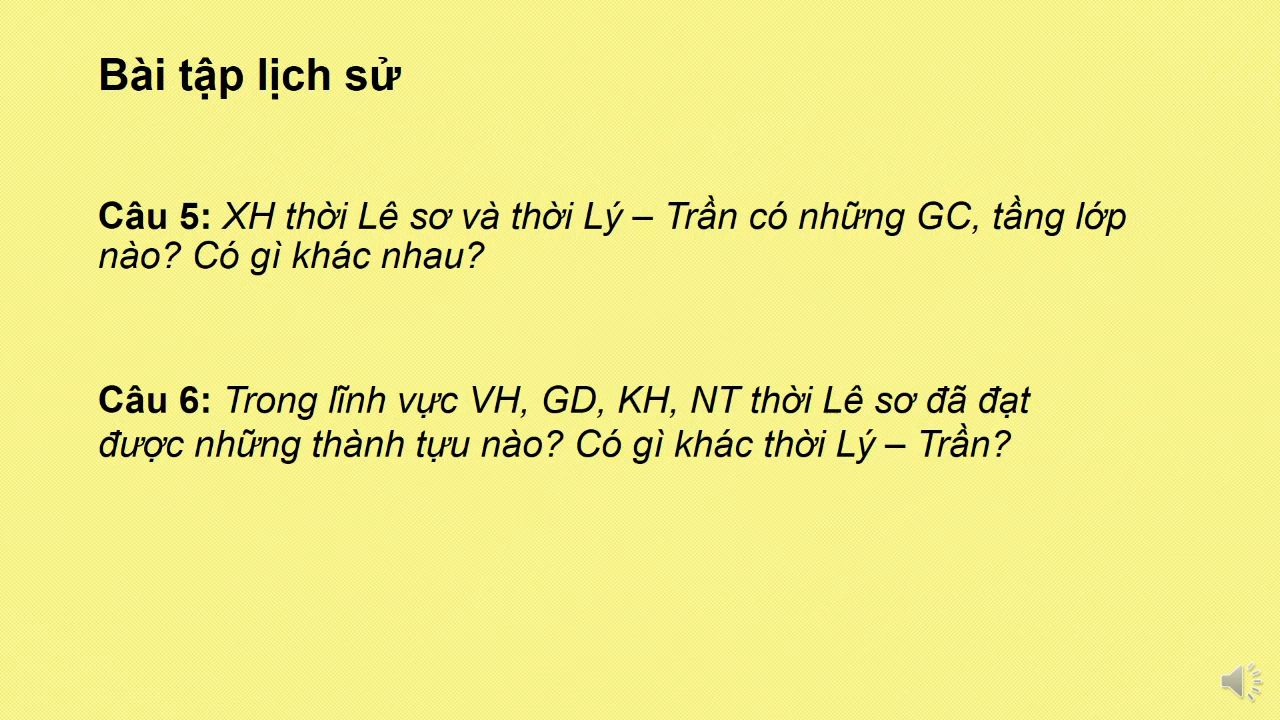 Bài tập lịch sử
Câu 5: XH thời Lê sơ và thời Lý – Trần có những GC, tầng lớp
nào? Có gì khác nhau?
Câu 6: Trong lĩnh vực VH, GD, KH, NT thời Lê sơ đã đạt
được những thành tựu nào? Có gì khác thời Lý – Trần?